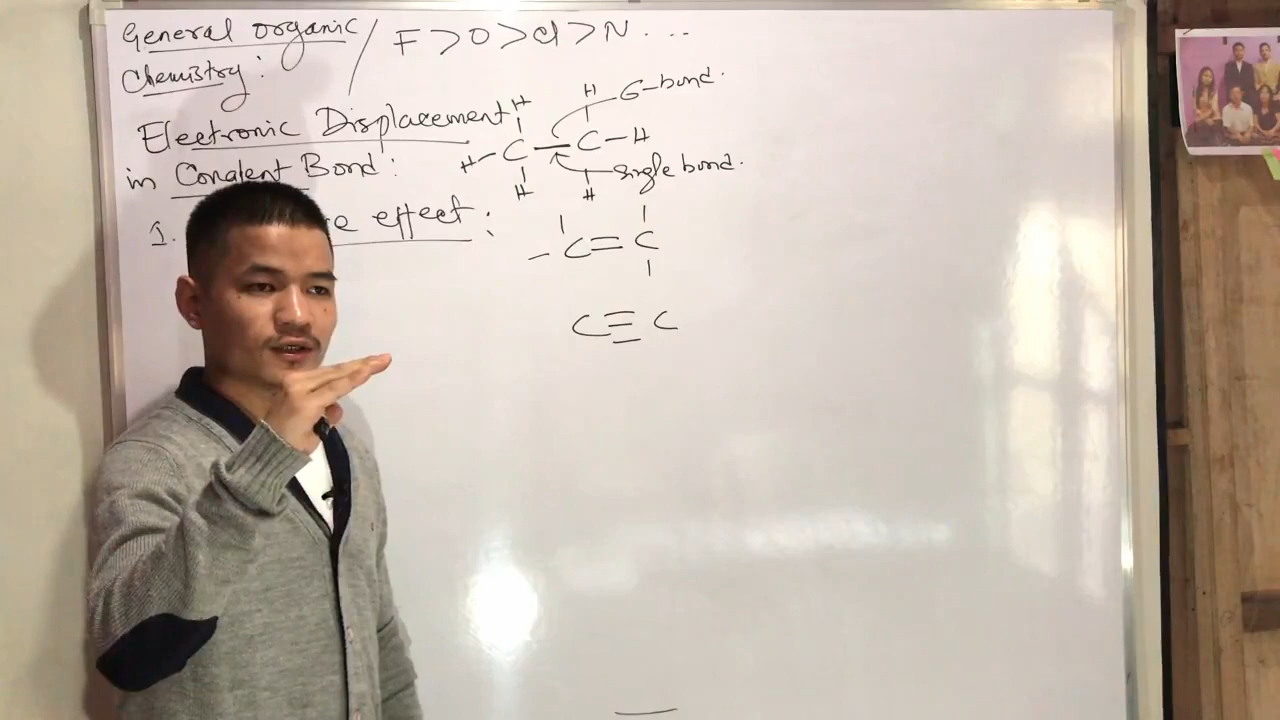 General organic
Chemistry:
/ F > O > Cl > N ...
Electronic Displacement
in Covalent Bond:
1. e effect:
H H
H-C-C-H
H H
σ-bond.
single bond.
-C=C
C≡C